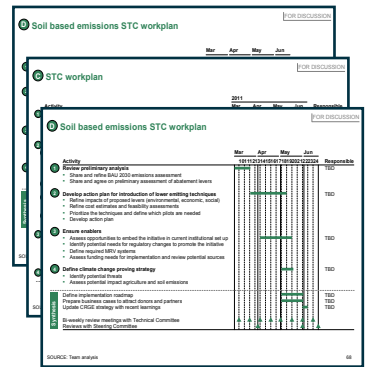 FOR DISCUSSION
D Soil based emissions STC workplan
Mar Apr May Jun
FOR DISCUSSION
C STC workplan
2011
Activity Mar Apr May Jun Responsible
FOR DISCUSSION
D Soil based emissions STC workplan
Mar Apr May Jun
Activity 101112131415161718192021222324 Responsible
1 Review preliminary analysis TBD
• Share and refine BAU 2030 emissions assessment
• Share and agree on preliminary assessment of abatement levers
2 Develop action plan for introduction of lower emitting techniques TBD
• Refine impacts of proposed levers (environmental, economic, social)
• Refine cost estimates and feasibility assessments
• Prioritize the techniques and define which pilots are needed
• Develop action plan
3 Ensure enablers TBD
• Assess opportunities to embed the initiative in current institutional set up
• Identify potential needs for regulatory changes to promote the initiative
• Define required MRV systems
• Assess funding needs for implementation and review potential sources
4 Define climate change proving strategy TBD
• Identify potential threats
• Assess potential impact agriculture and soil emissions
Synthesis
Define implementation roadmap TBD
Prepare business cases to attract donors and partners TBD
Update CRGE strategy with recent learnings TBD
Bi-weekly review meetings with Technical Committee
Reviews with Steering Committee
SOURCE: Team analysis 68